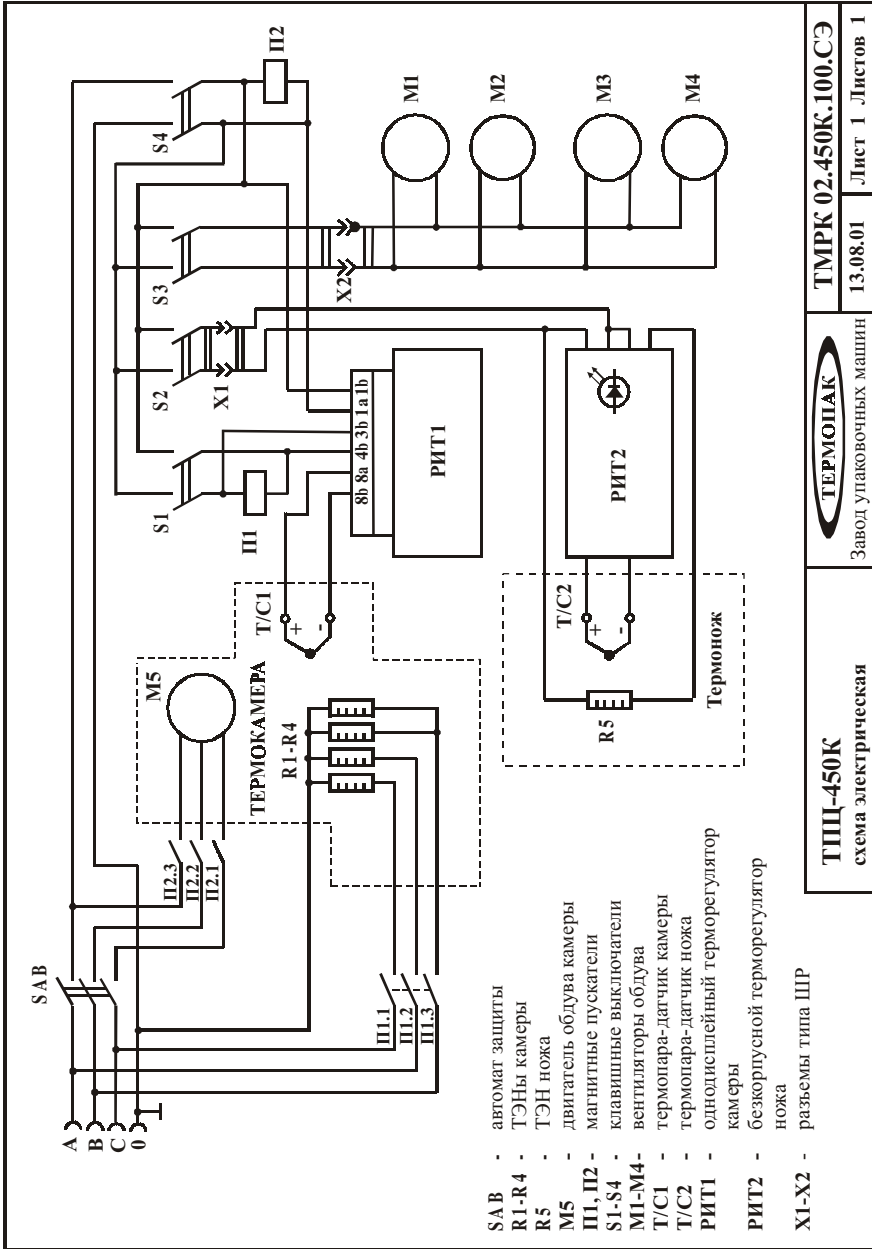 SAB
A
B
C
0
П2.3
П2.2
П2.1
П1.1
П1.2
П1.3
M5
ТЕРМОКАМЕРА
R1-R4
T/C1
+
-
S1
S2
S3
S4
П1
П2
X1
X2
8b 8a 4b 3b 1a 1b
РИТ1
РИТ2
T/C2
+
-
R5
Термонож
M1
M2
M3
M4
SAB - автомат защиты
R1-R4 - ТЭНы камеры
R5 - ТЭН ножа
M5 - двигатель обдува камеры
П1, П2 - магнитные пускатели
S1-S4 - клавишные выключатели
M1-M4- вентиляторы обдува
T/C1 - термопара-датчик камеры
T/C2 - термопара-датчик ножа
РИТ1 - однодисплейный терморегулятор
камеры
РИТ2 - безкорпусной терморегулятор
ножа
X1-X2 - разъемы типа ШР
ТПЦ-450К
схема электрическая
ТЕРМОПАК
Завод упаковочных машин
ТМРК 02.450К.100.СЭ
13.08.01
Лист 1 Листов 1